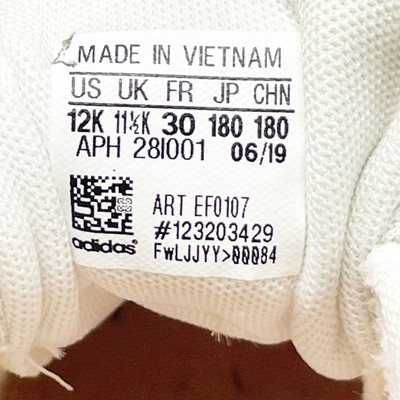 MADE IN VIETNAM
US UK FR JP CHN
12K 11½K 30 180 180
APH 28I001 06/19
ART EF0107
#123203429
adidas® FwLJJYY>00084